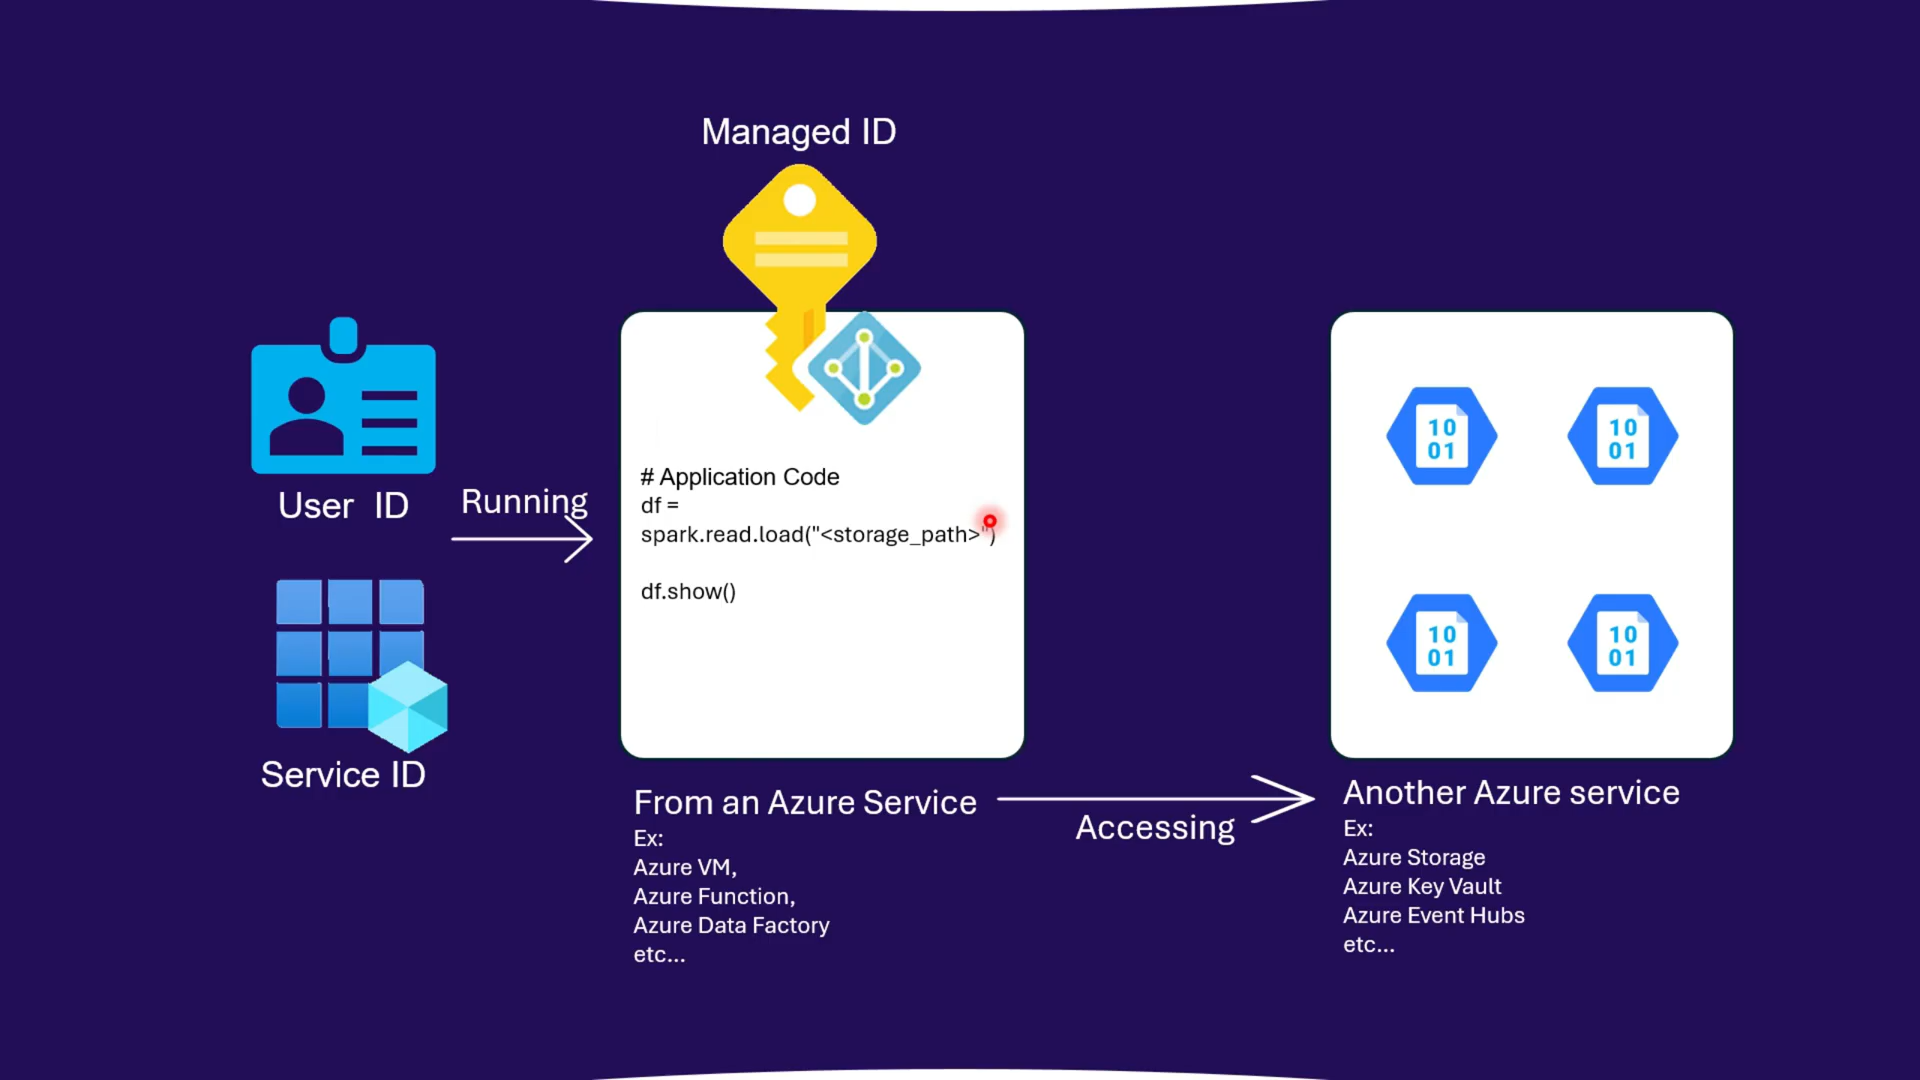 Managed ID
User ID
Running
Service ID
# Application Code
df =
spark.read.load("<storage_path>")
df.show()
10
01
10
01
10
01
10
01
From an Azure Service
Ex:
Azure VM,
Azure Function,
Azure Data Factory
etc...
Accessing
Another Azure service
Ex:
Azure Storage
Azure Key Vault
Azure Event Hubs
etc...